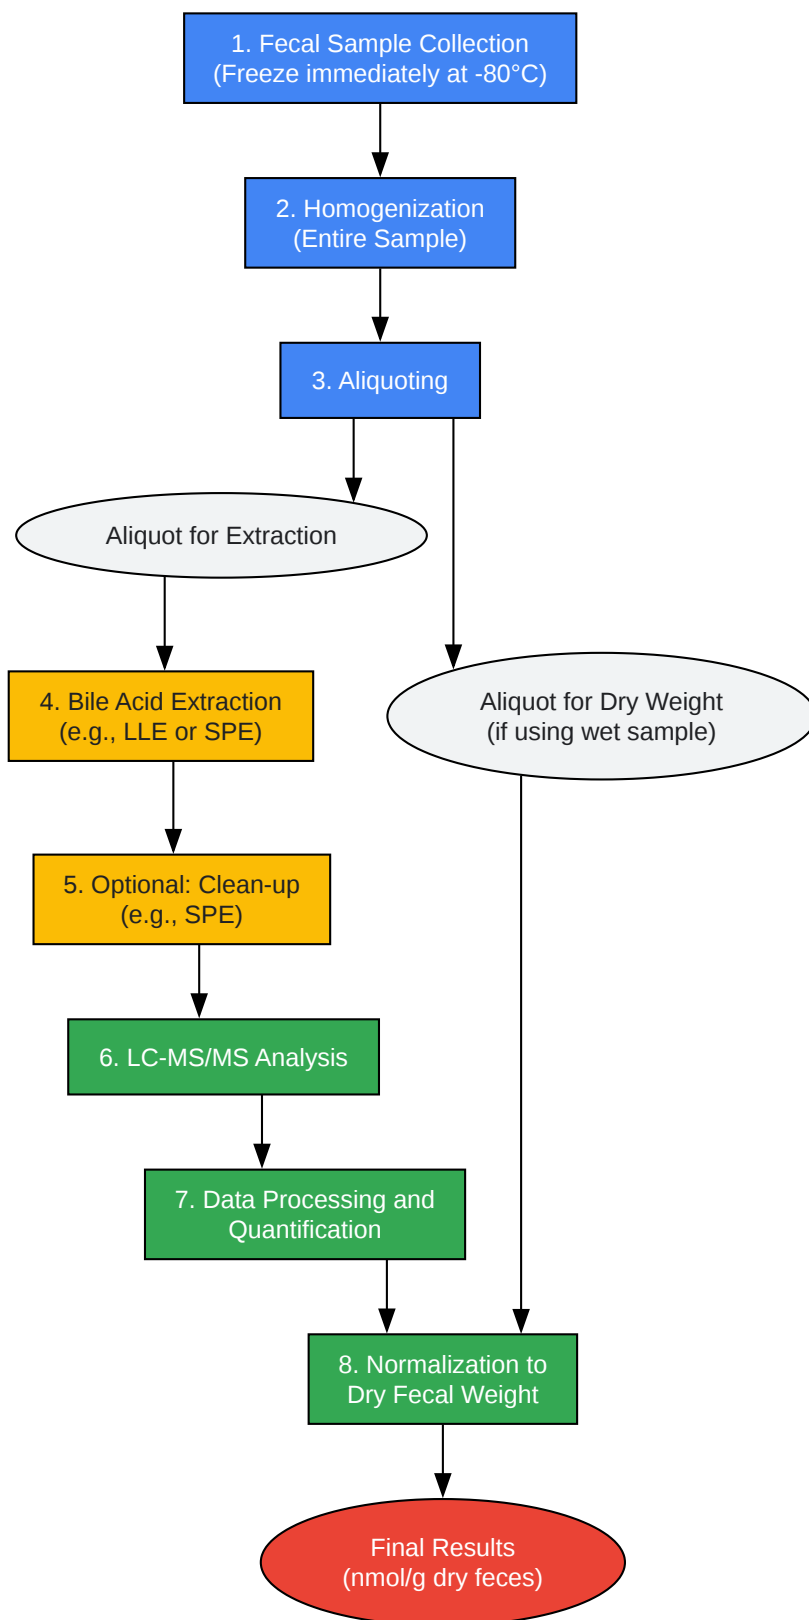 1. Fecal Sample Collection
(Freeze immediately at -80°C)
2. Homogenization
(Entire Sample)
3. Aliquoting
Aliquot for Extraction
4. Bile Acid Extraction
(e.g., LLE or SPE)
Aliquot for Dry Weight
(if using wet sample)
5. Optional: Clean-up
(e.g., SPE)
6. LC-MS/MS Analysis
7. Data Processing and
Quantification
8. Normalization to
Dry Fecal Weight
Final Results
(nmol/g dry feces)